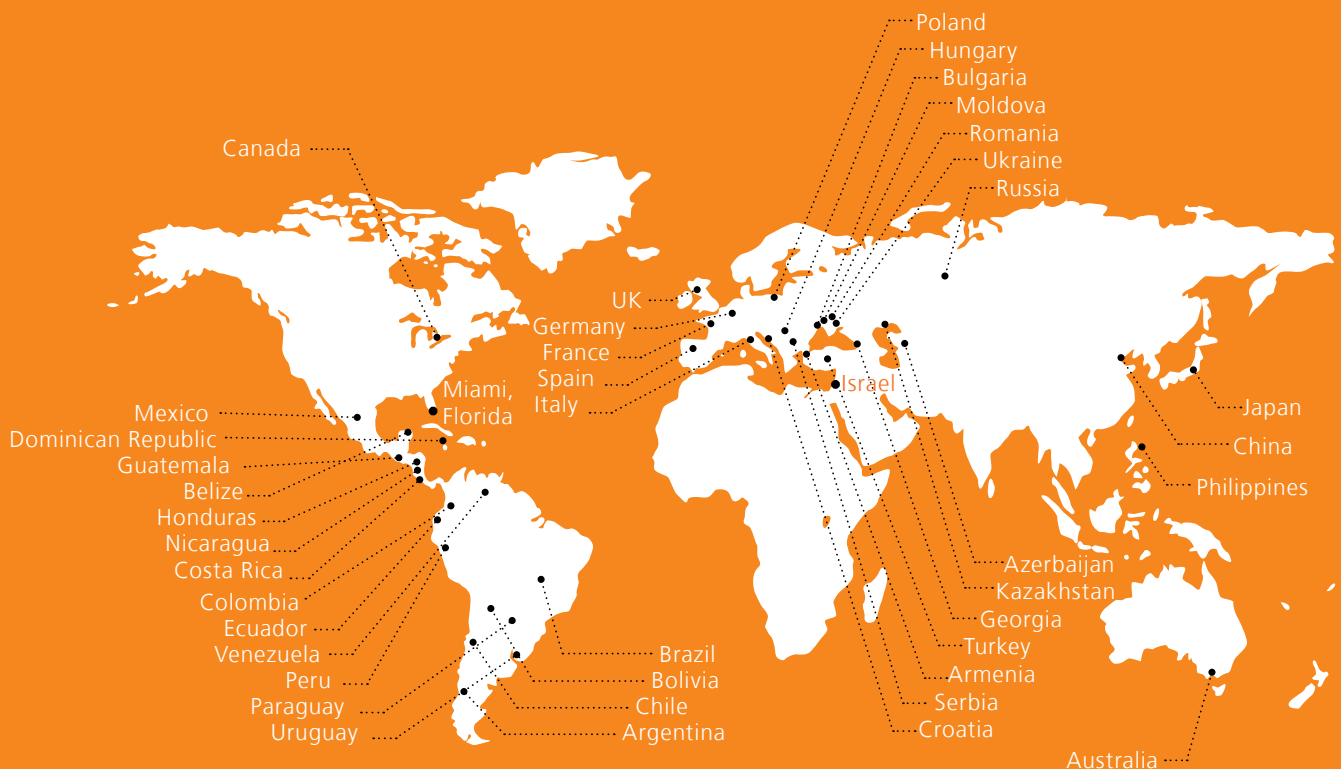 Poland
Hungary
Bulgaria
Moldova
Romania
Ukraine
Russia
Canada
UK
Germany
France
Spain
Italy
Israel
Miami,
Florida
Mexico
Dominican Republic
Guatemala
Belize
Honduras
Nicaragua
Costa Rica
Colombia
Ecuador
Venezuela
Peru
Paraguay
Uruguay
Brazil
Bolivia
Chile
Argentina
Japan
China
Philippines
Azerbaijan
Kazakhstan
Georgia
Turkey
Armenia
Serbia
Croatia
Australia